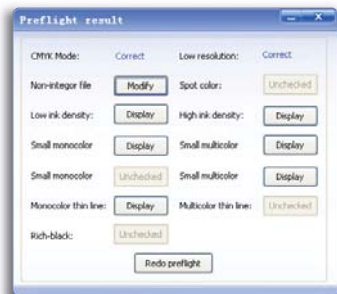 Preflight result
CMYK Mode: Correct Low resolution: Correct
Non-integor file Modify Spot color: Unchecked
Low ink density: Display High ink density: Display
Small monocolor Display Small multicolor Display
Small monocolor Unchecked Small multicolor Display
Monocolor thin line: Display Multicolor thin line: Unchecked
Rich-black: Unchecked
Redo preflight